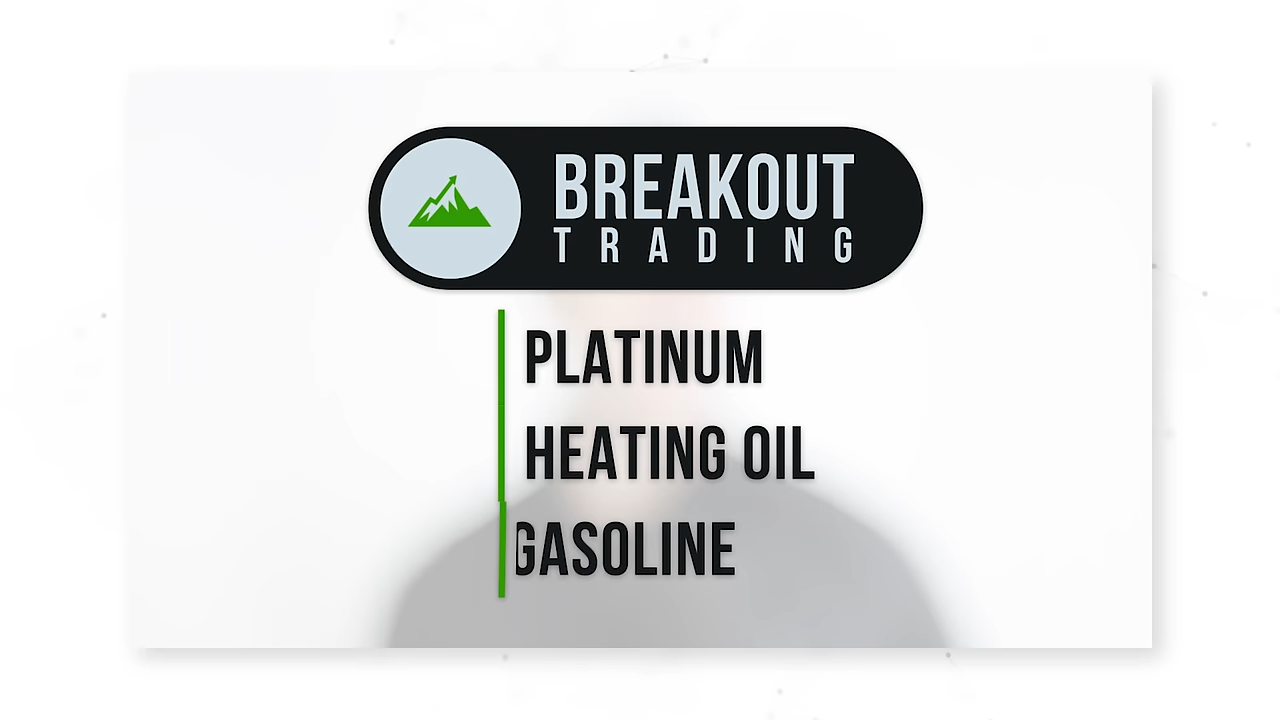 BREAKOUT
TRADING
PLATINUM
HEATING OIL
GASOLINE